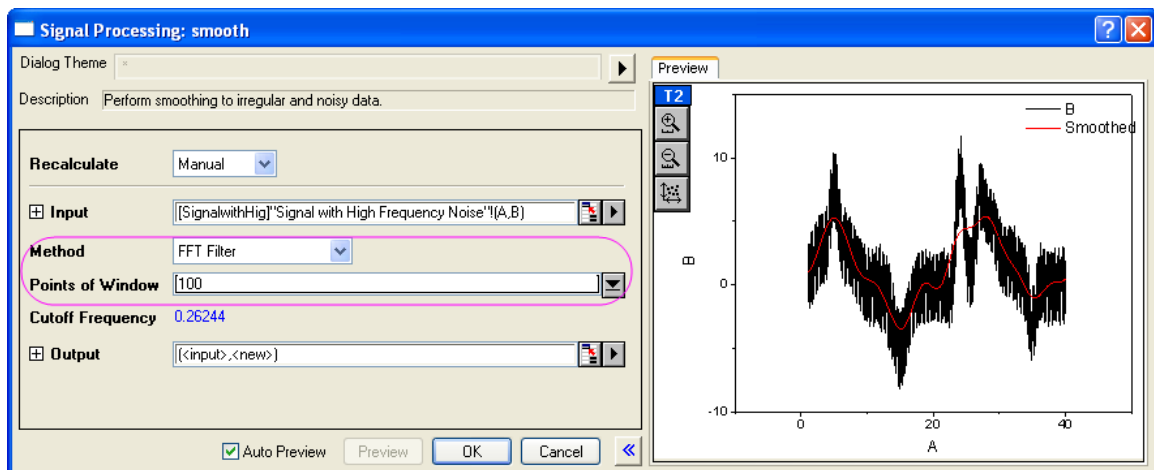 Signal Processing: smooth
Dialog Theme *
Description Perform smoothing to irregular and noisy data.
Recalculate Manual
Input [SignalwithHig]"Signal with High Frequency Noise"!(A,B)
Method FFT Filter
Points of Window 100
Cutoff Frequency 0.26244
Output (<input>,<new>)
Auto Preview Preview OK Cancel
Preview
T2
B
Smoothed
10
0
-10
B
0 20 40
A